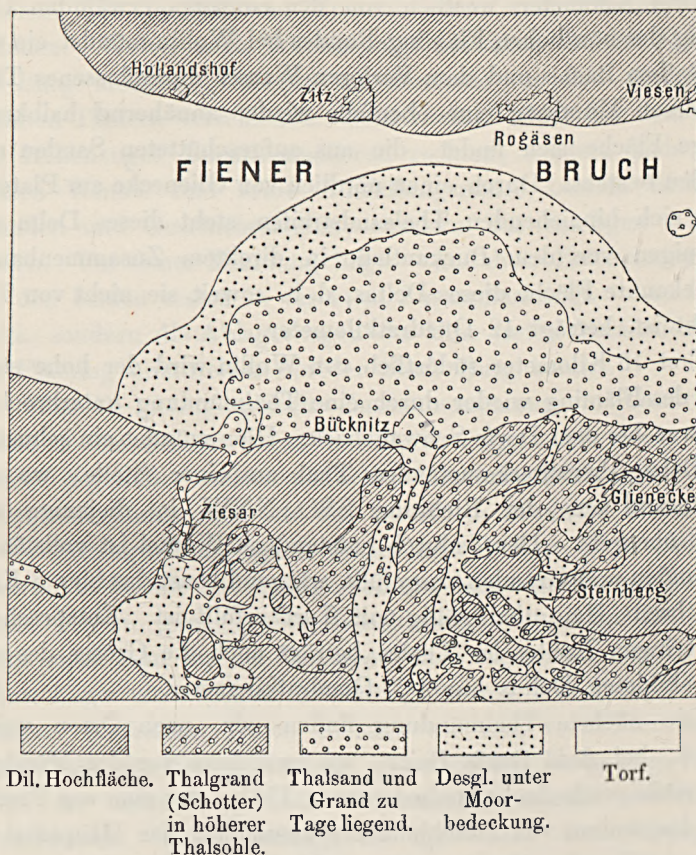 Hollandshof
Zitz
Viesen
Rogäsen
FIENER BRUCH
Bücknitz
Glienecke
Ziesar
Steinberg
Dil. Hochfläche.
Thalgrand
(Schotter)
in höherer
Thalsohle.
Thalsand und
Grand zu
Tage liegend.
Desgl. unter
Moor-
bedeckung.
Torf.